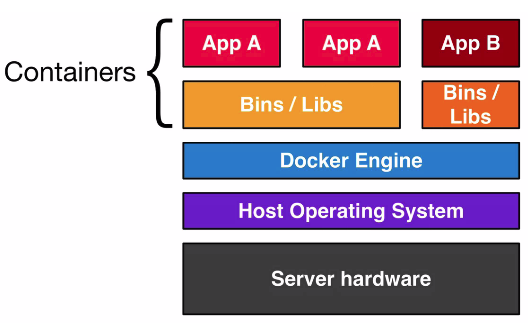 Containers
App A
App A
App B
Bins / Libs
Bins /
Libs
Docker Engine
Host Operating System
Server hardware